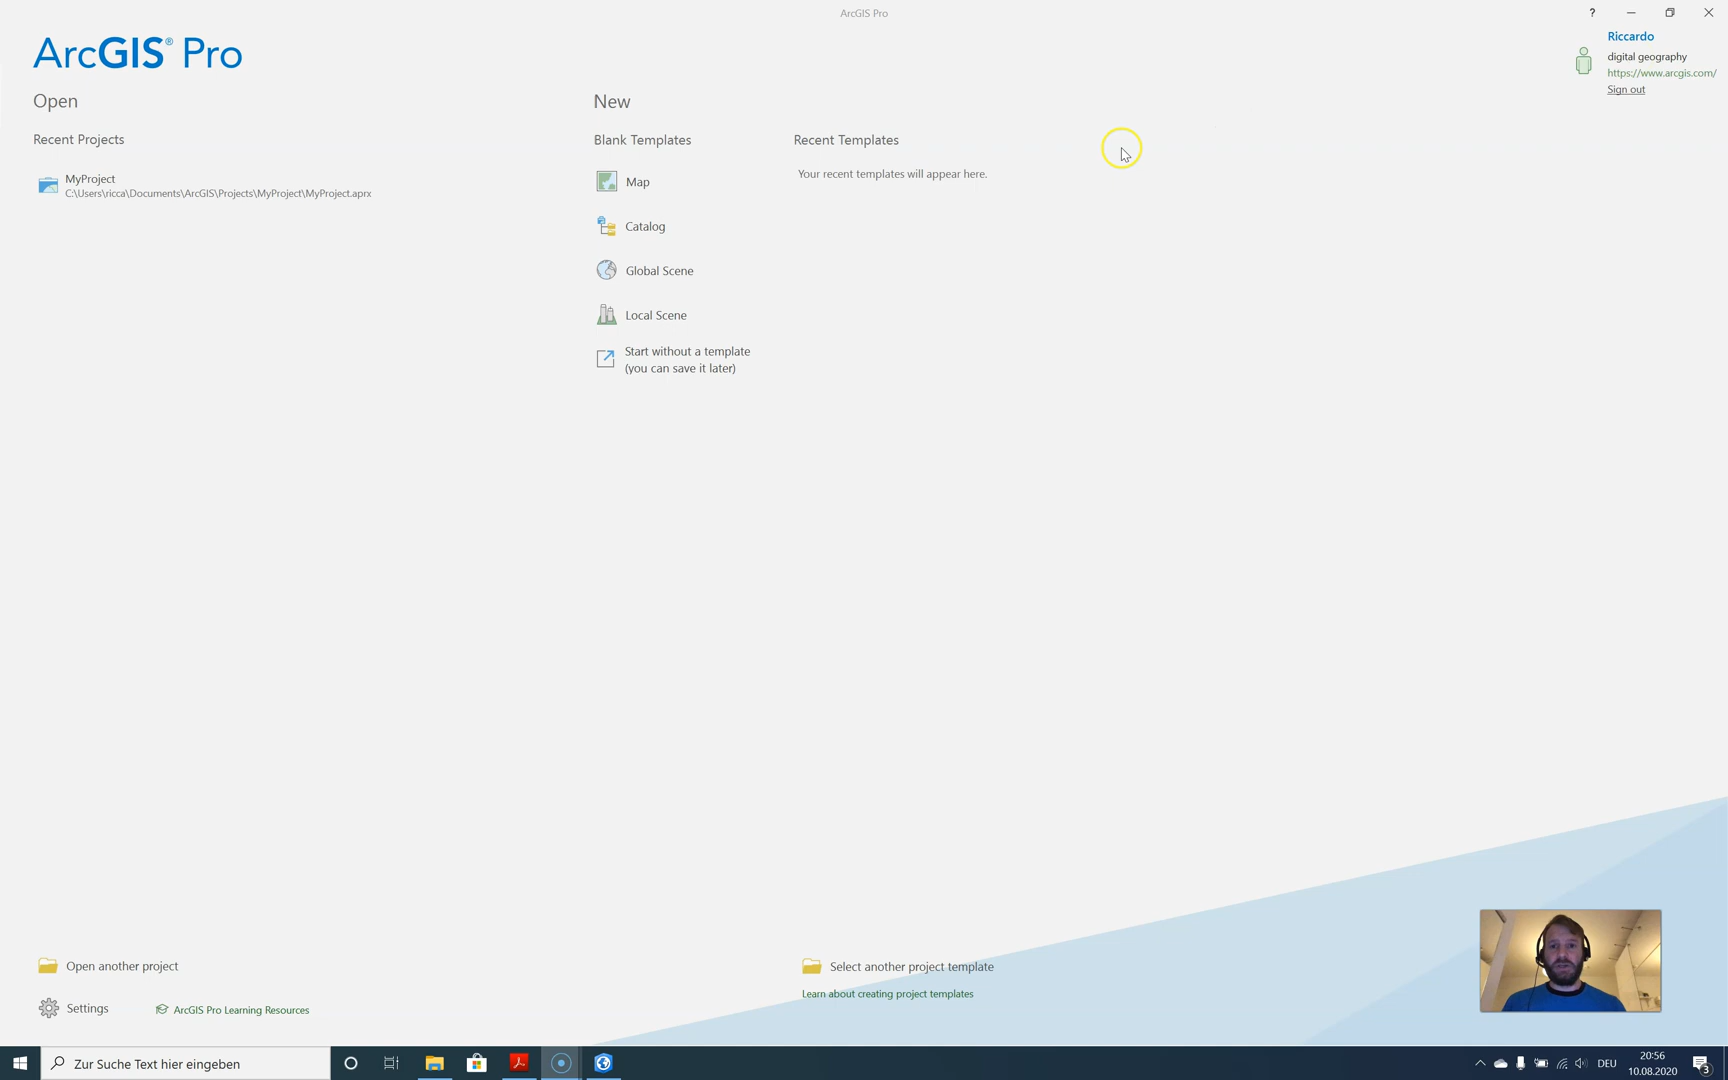 ArcGIS Pro
?
ArcGIS® Pro
Riccardo
digital geography
https://www.arcgis.com/
Sign out
Open
New
Recent Projects
Blank Templates
Recent Templates
MyProject
C:\Users\ricca\Documents\ArcGIS\Projects\MyProject\MyProject.aprx
Map
Your recent templates will appear here.
Catalog
Global Scene
Local Scene
Start without a template
(you can save it later)
Open another project
Select another project template
Learn about creating project templates
Settings
ArcGIS Pro Learning Resources
Zur Suche Text hier eingeben
DEU
20:56
10.08.2020
3